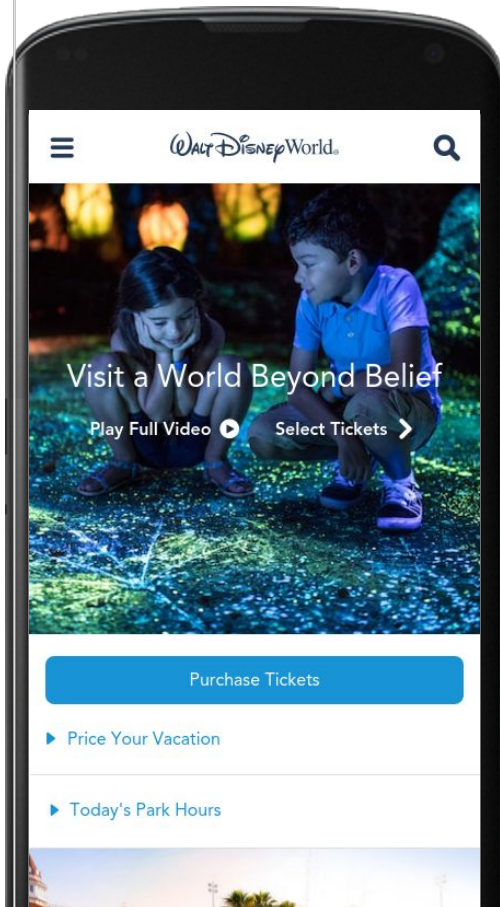 Walt Disney World®
Visit a World Beyond Belief
Play Full Video Select Tickets
Purchase Tickets
Price Your Vacation
Today's Park Hours